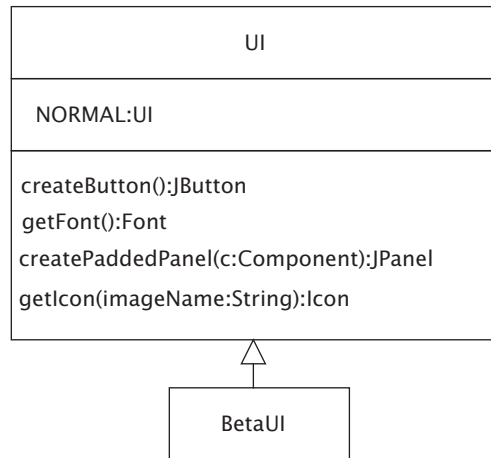 UI
NORMAL:UI
createButton():JButton
getFont():Font
createPaddedPanel(c:Component):JPanel
getIcon(imageName:String):Icon
BetaUI